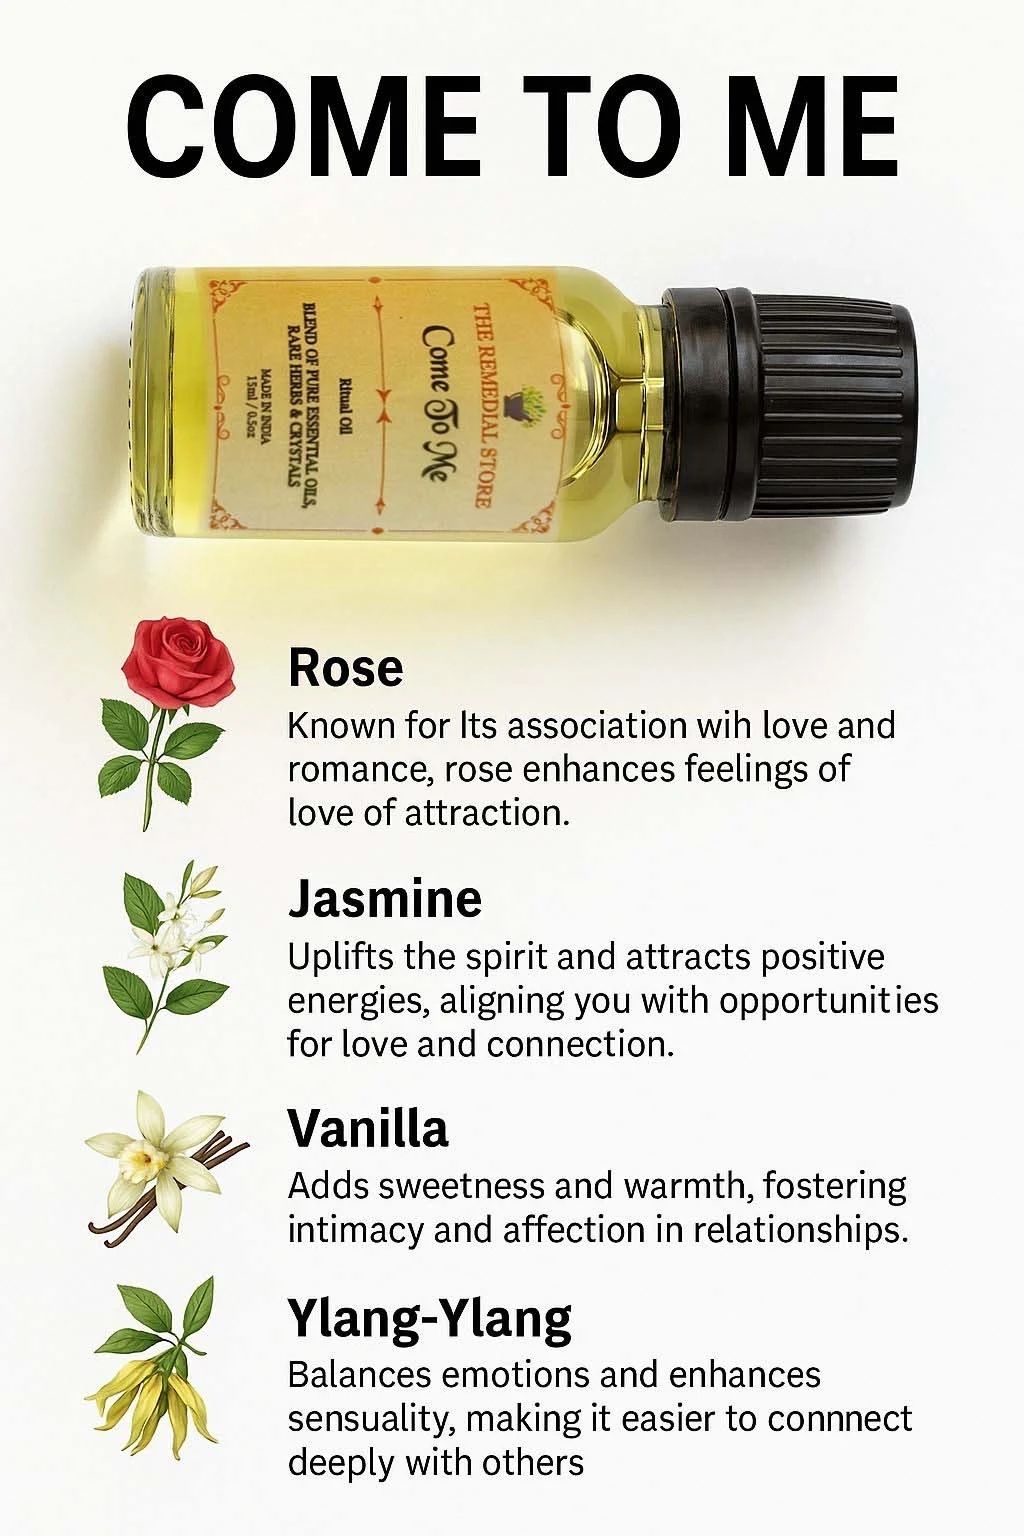 COME TO ME
THE REMEDIAL STORE
Come To Me
Ritual Oil
BLEND OF PURE ESSENTIAL OILS,
RARE HERBS & CRYSTALS
MADE IN INDIA
15ml / 0.5oz
Rose
Known for Its association wih love and
romance, rose enhances feelings of
love of attraction.
Jasmine
Uplifts the spirit and attracts positive
energies, aligning you with opportunities
for love and connection.
Vanilla
Adds sweetness and warmth, fostering
intimacy and affection in relationships.
Ylang-Ylang
Balances emotions and enhances
sensuality, making it easier to connnect
deeply with others